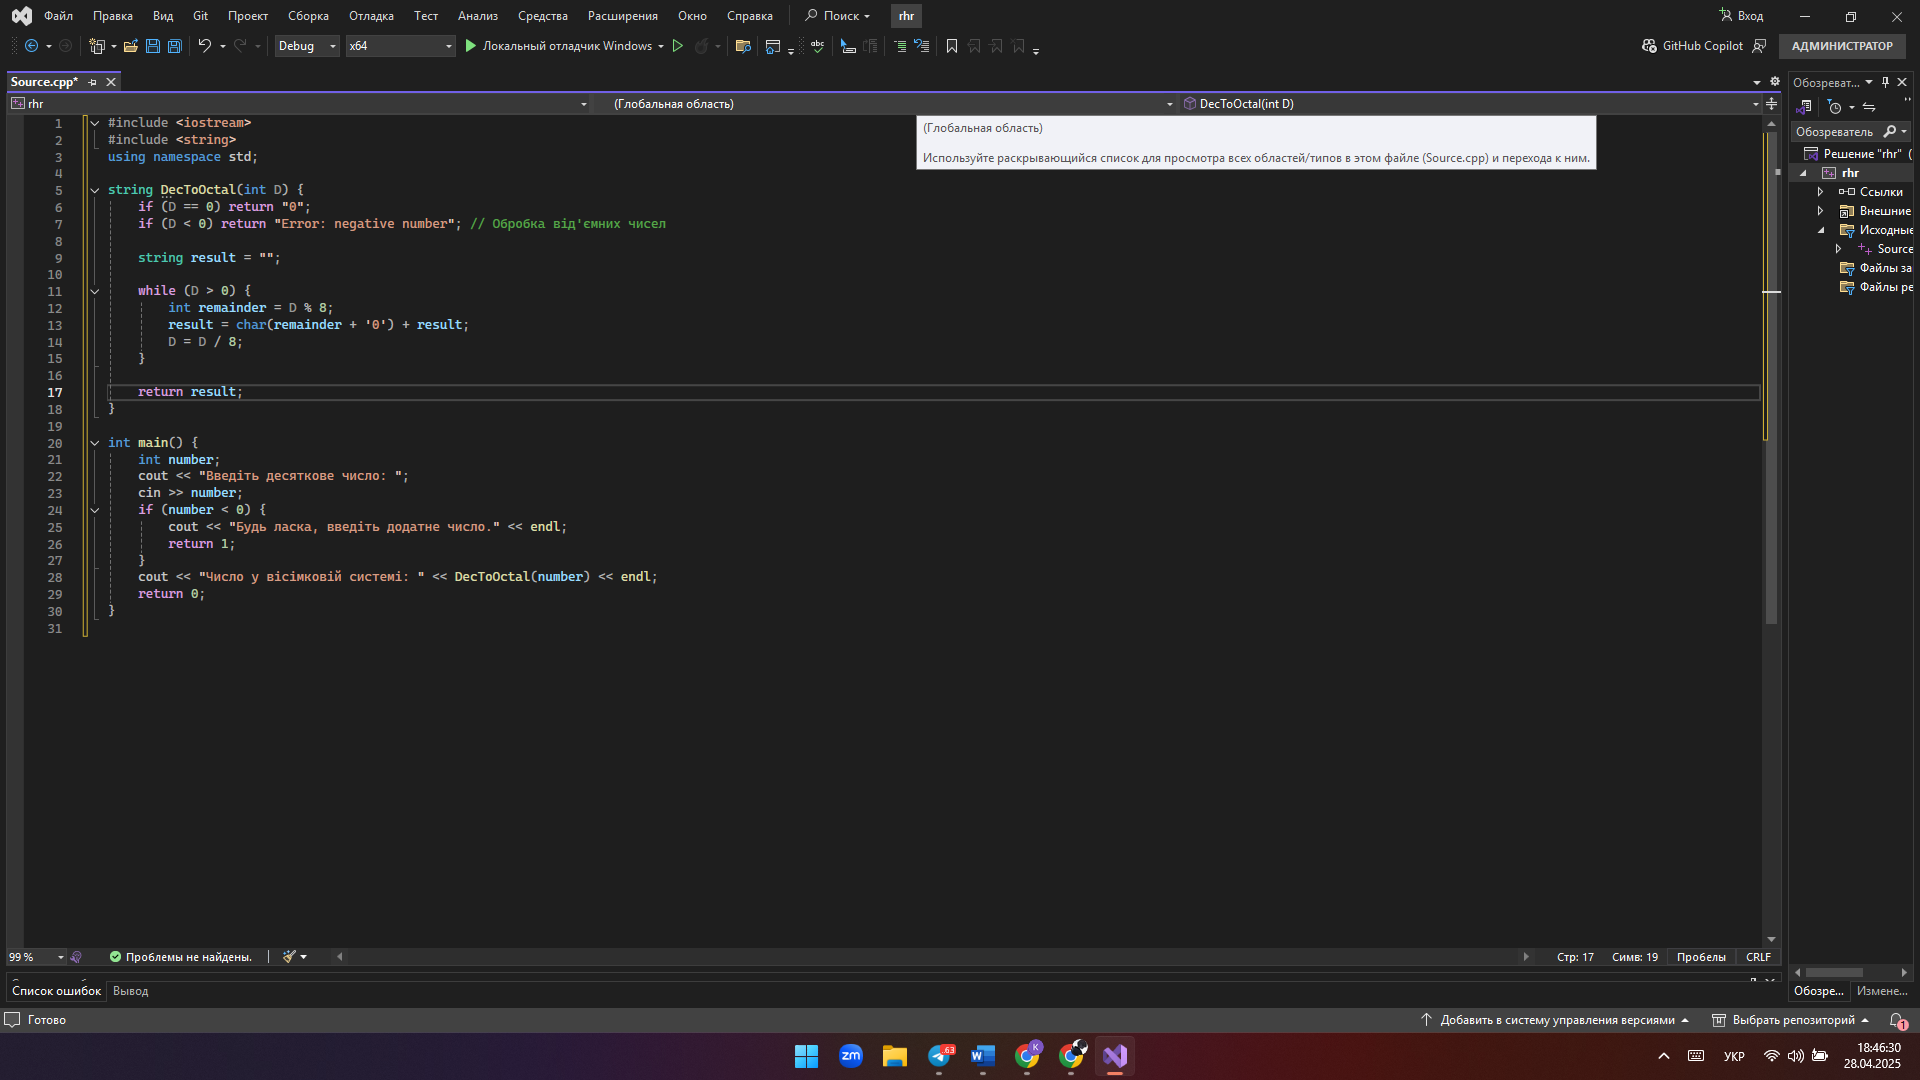 Файл Правка Вид Git Проект Сборка Отладка Тест Анализ Средства Расширения Окно Справка Поиск rhr Вход
Debug x64 Локальный отладчик Windows GitHub Copilot АДМИНИСТРАТОР
Source.cpp* Обозреват...
rhr (Глобальная область) DecToOctal(int D)
(Глобальная область)
Используйте раскрывающийся список для просмотра всех областей/типов в этом файле (Source.cpp) и перехода к ним.
1 #include <iostream>
2 #include <string>
3 using namespace std;
4
5 string DecToOctal(int D) {
6 if (D == 0) return "0";
7 if (D < 0) return "Error: negative number"; // Обробка від'ємних чисел
8
9 string result = "";
10
11 while (D > 0) {
12 int remainder = D % 8;
13 result = char(remainder + '0') + result;
14 D = D / 8;
15 }
16
17 return result;
18 }
19
20 int main() {
21 int number;
22 cout << "Введіть десяткове число: ";
23 cin >> number;
24 if (number < 0) {
25 cout << "Будь ласка, введіть додатне число." << endl;
26 return 1;
27 }
28 cout << "Число у вісімковій системі: " << DecToOctal(number) << endl;
29 return 0;
30 }
31
Обозреватель
Решение "rhr" (
rhr
Ссылки
Внешние
Исходные
Source
Файлы за
Файлы ре
99 % Проблемы не найдены. Стр: 17 Симв: 19 Пробелы CRLF
Список ошибок Вывод Обозре... Измене...
Готово Добавить в систему управления версиями Выбрать репозиторий 1
zm 63 W K УКР 18:46:30
28.04.2025